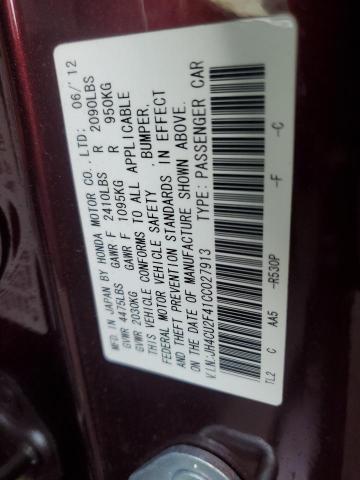 MFD. IN JAPAN BY HONDA MOTOR CO., LTD. 06/'12
GVWR 4475LBS GAWR F 2410LBS R 2090LBS
GVWR 2030KG GAWR F 1095KG R 950KG
THIS VEHICLE CONFORMS TO ALL APPLICABLE
FEDERAL MOTOR VEHICLE SAFETY ,BUMPER,
AND THEFT PREVENTION STANDARDS IN EFFECT
ON THE DATE OF MANUFACTURE SHOWN ABOVE.
V.I.N.:JH4CU2F41CC027913 TYPE: PASSENGER CAR
TL2 C AA5 -R530P -F -C